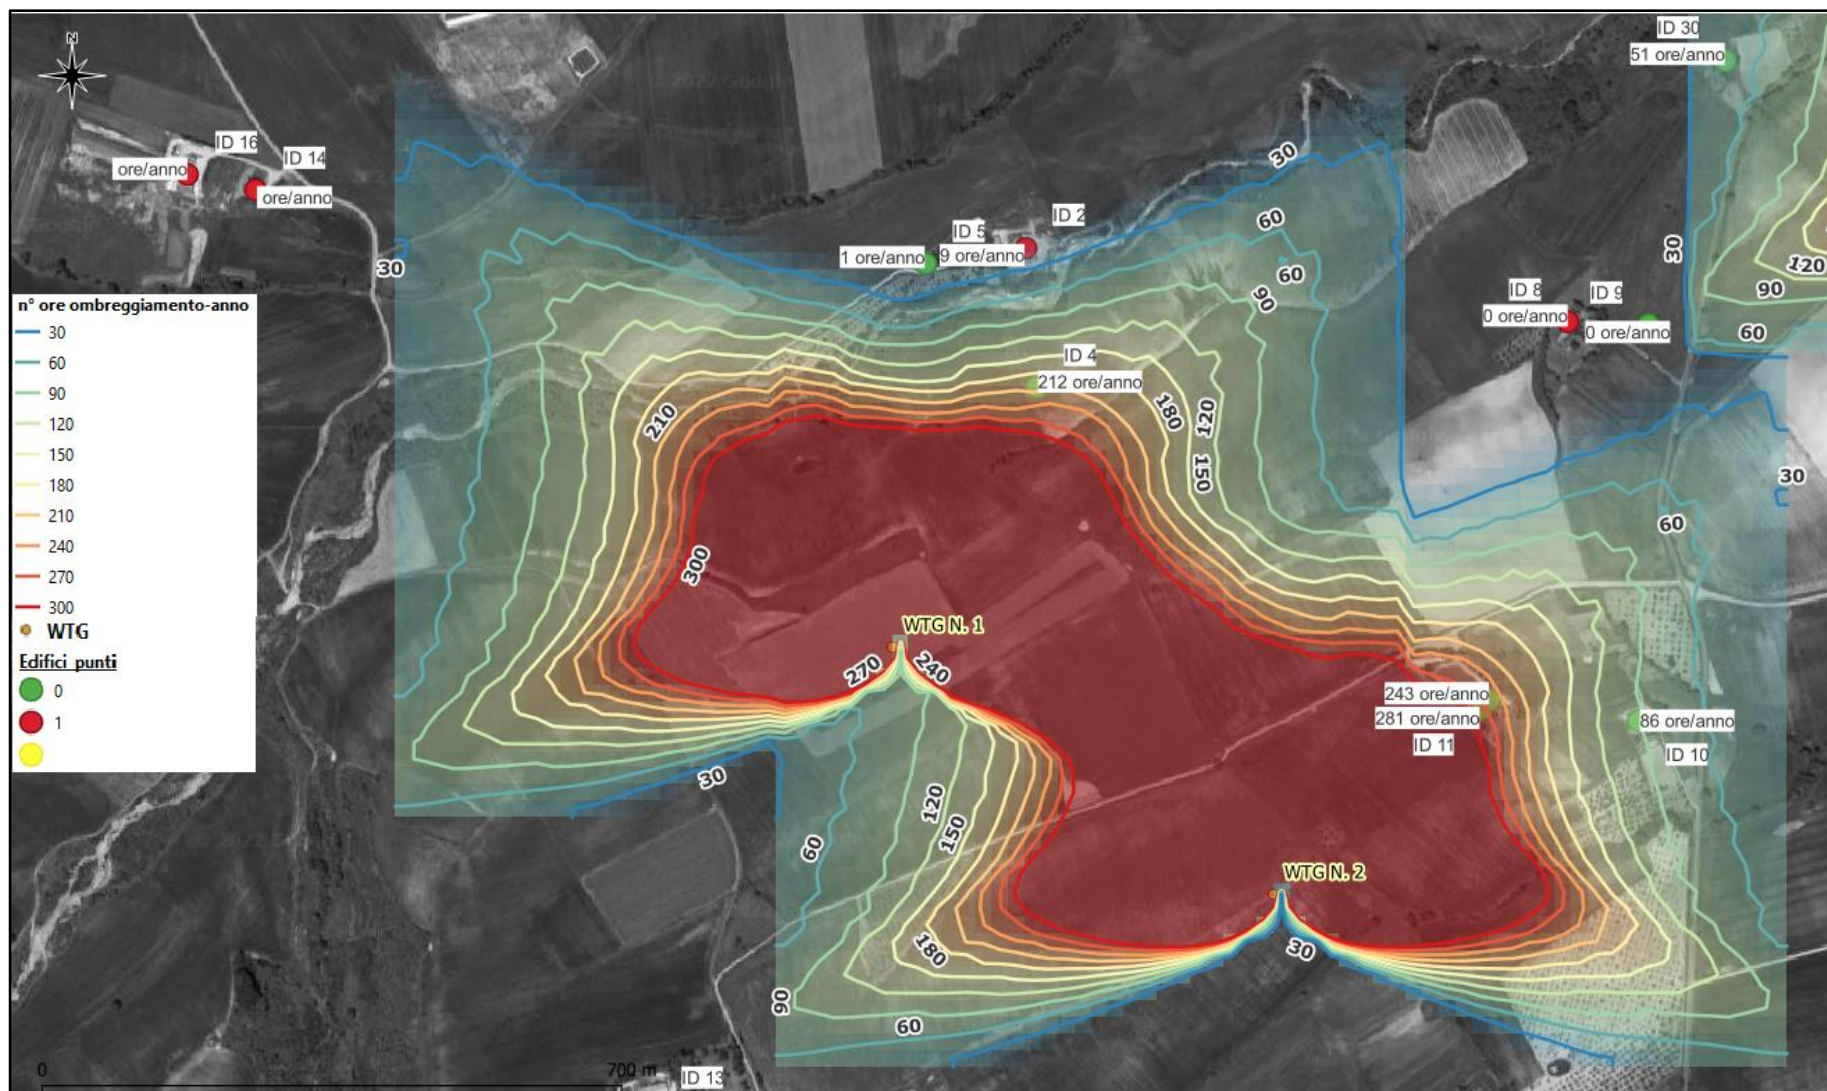 N
ID 30
51 ore/anno
ID 16
ID 14
ore/anno
ore/anno
30
60
ID 2
ID 5
1 ore/anno
9 ore/anno
30
30
60
90
120
90
60
ID 8
ID 9
0 ore/anno
0 ore/anno
n° ore ombreggiamento-anno
30
60
90
120
150
180
210
240
270
300
WTG
Edifici punti
0
1
ID 4
212 ore/anno
210
180
120
150
30
60
300
WTG N. 1
270
240
243 ore/anno
281 ore/anno
ID 11
86 ore/anno
ID 10
30
120
150
60
WTG N. 2
180
30
90
60
0
700 m
ID 13